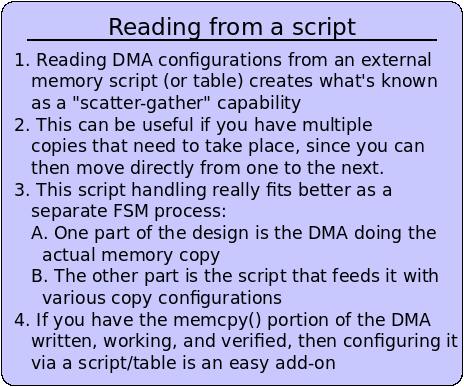 Reading from a script
1. Reading DMA configurations from an external
memory script (or table) creates what's known
as a "scatter-gather" capability
2. This can be useful if you have multiple
copies that need to take place, since you can
then move directly from one to the next.
3. This script handling really fits better as a
separate FSM process:
A. One part of the design is the DMA doing the
actual memory copy
B. The other part is the script that feeds it with
various copy configurations
4. If you have the memcpy() portion of the DMA
written, working, and verified, then configuring it
via a script/table is an easy add-on